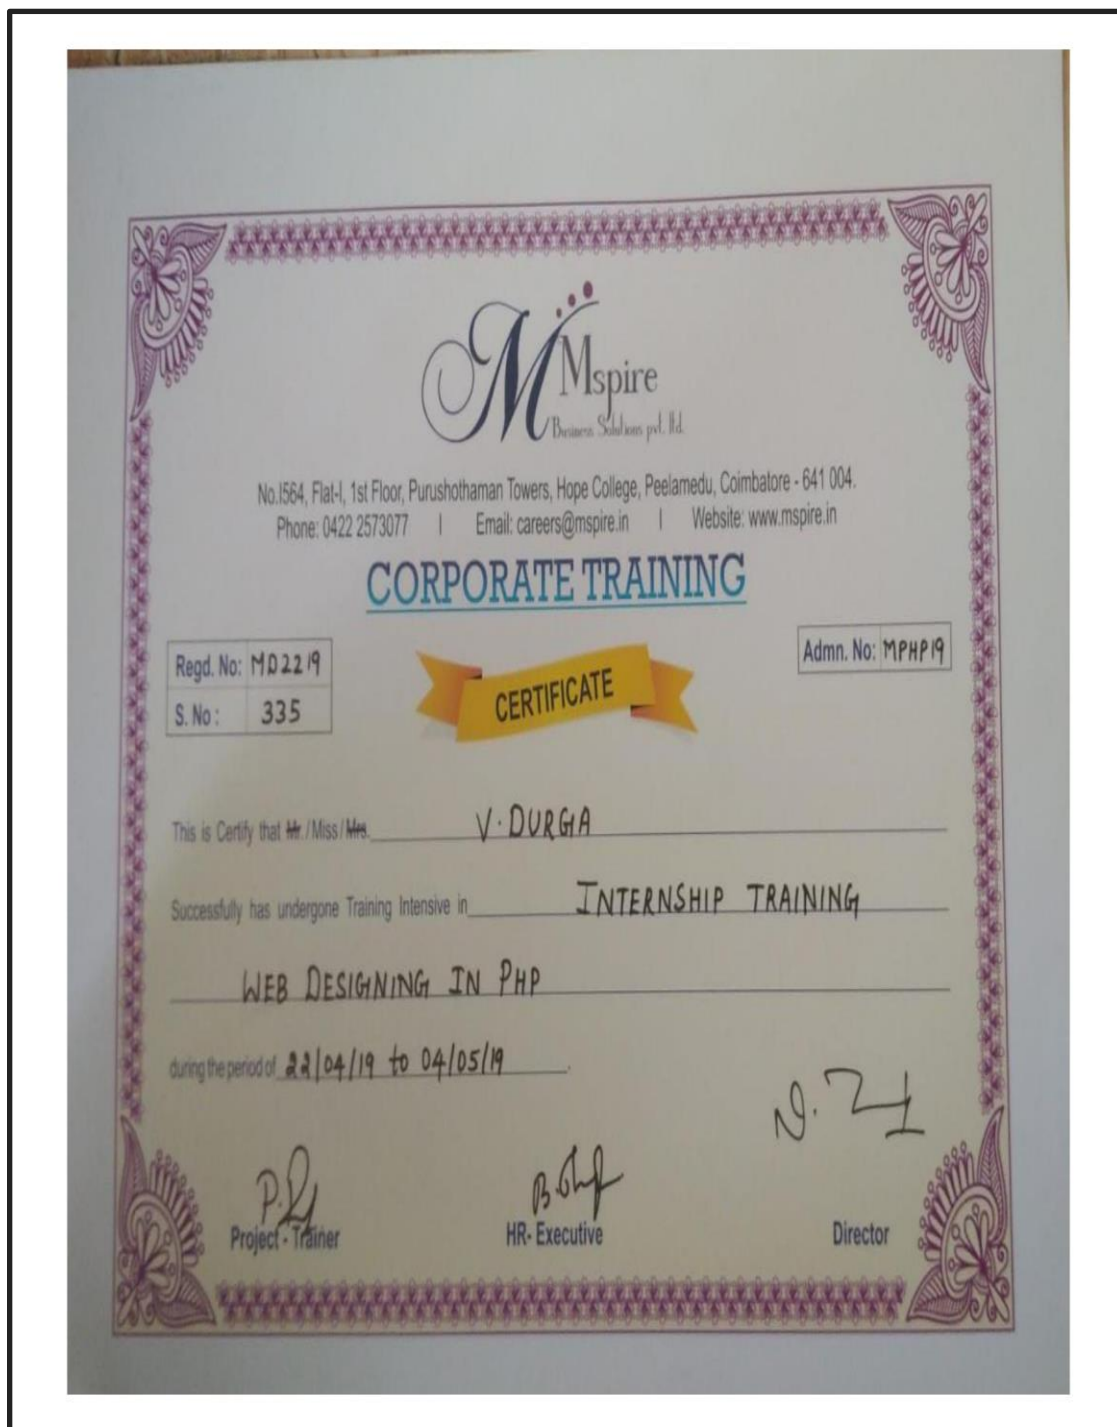 Mspire
Business Solutions pvt. ltd.
No.I564, Flat-I, 1st Floor, Purushothaman Towers, Hope College, Peelamedu, Coimbatore - 641 004.
Phone: 0422 2573077 | Email: careers@mspire.in | Website: www.mspire.in
CORPORATE TRAINING
Regd. No: MD2219
S. No: 335
Admn. No: MPHP19
CERTIFICATE
This is Certify that Mr./Miss/Mrs. V. DURGA
Successfully has undergone Training Intensive in INTERNSHIP TRAINING
WEB DESIGNING IN PHP
during the period of 22/04/19 to 04/05/19
Project - Trainer HR- Executive Director